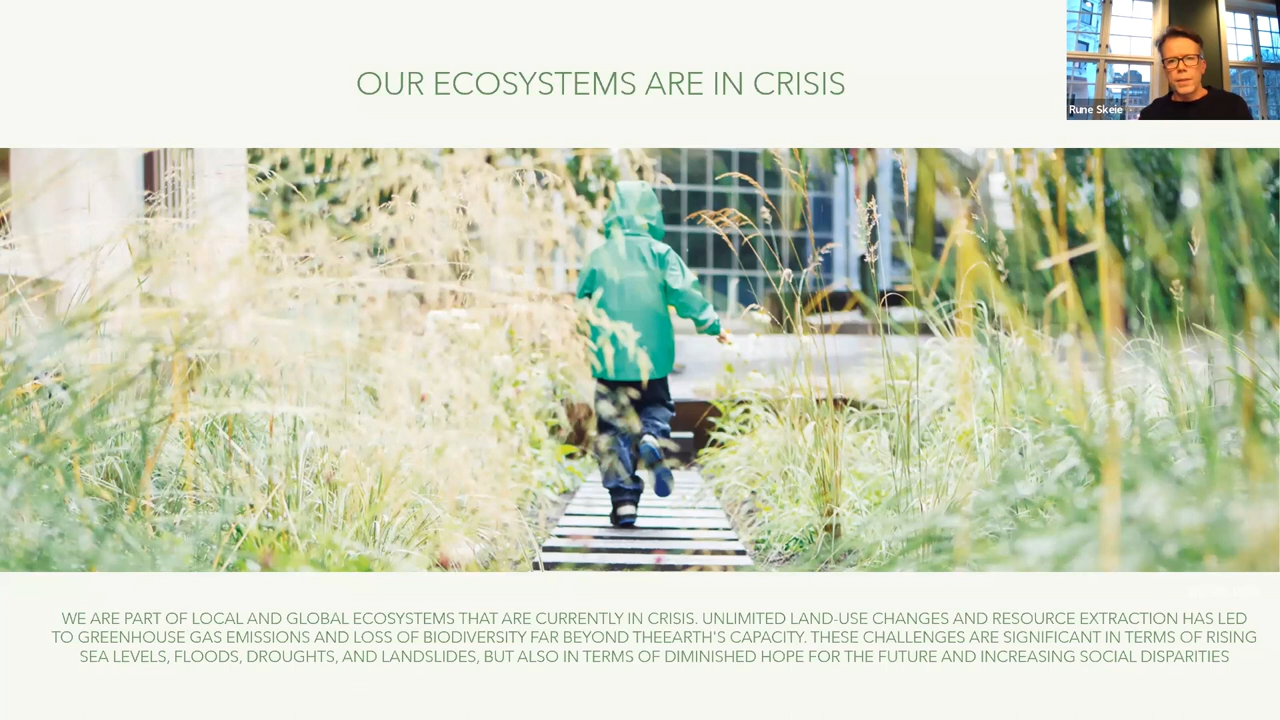 OUR ECOSYSTEMS ARE IN CRISIS
Rune Skeie
WE ARE PART OF LOCAL AND GLOBAL ECOSYSTEMS THAT ARE CURRENTLY IN CRISIS. UNLIMITED LAND-USE CHANGES AND RESOURCE EXTRACTION HAS LED
TO GREENHOUSE GAS EMISSIONS AND LOSS OF BIODIVERSITY FAR BEYOND THEEARTH'S CAPACITY. THESE CHALLENGES ARE SIGNIFICANT IN TERMS OF RISING
SEA LEVELS, FLOODS, DROUGHTS, AND LANDSLIDES, BUT ALSO IN TERMS OF DIMINISHED HOPE FOR THE FUTURE AND INCREASING SOCIAL DISPARITIES